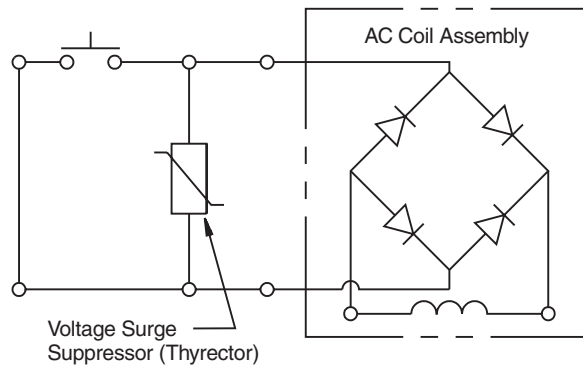 AC Coil Assembly
Voltage Surge
Suppressor (Thyrector)